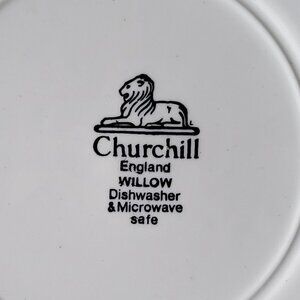 Churchill
England
WILLOW
Dishwasher
& Microwave
safe